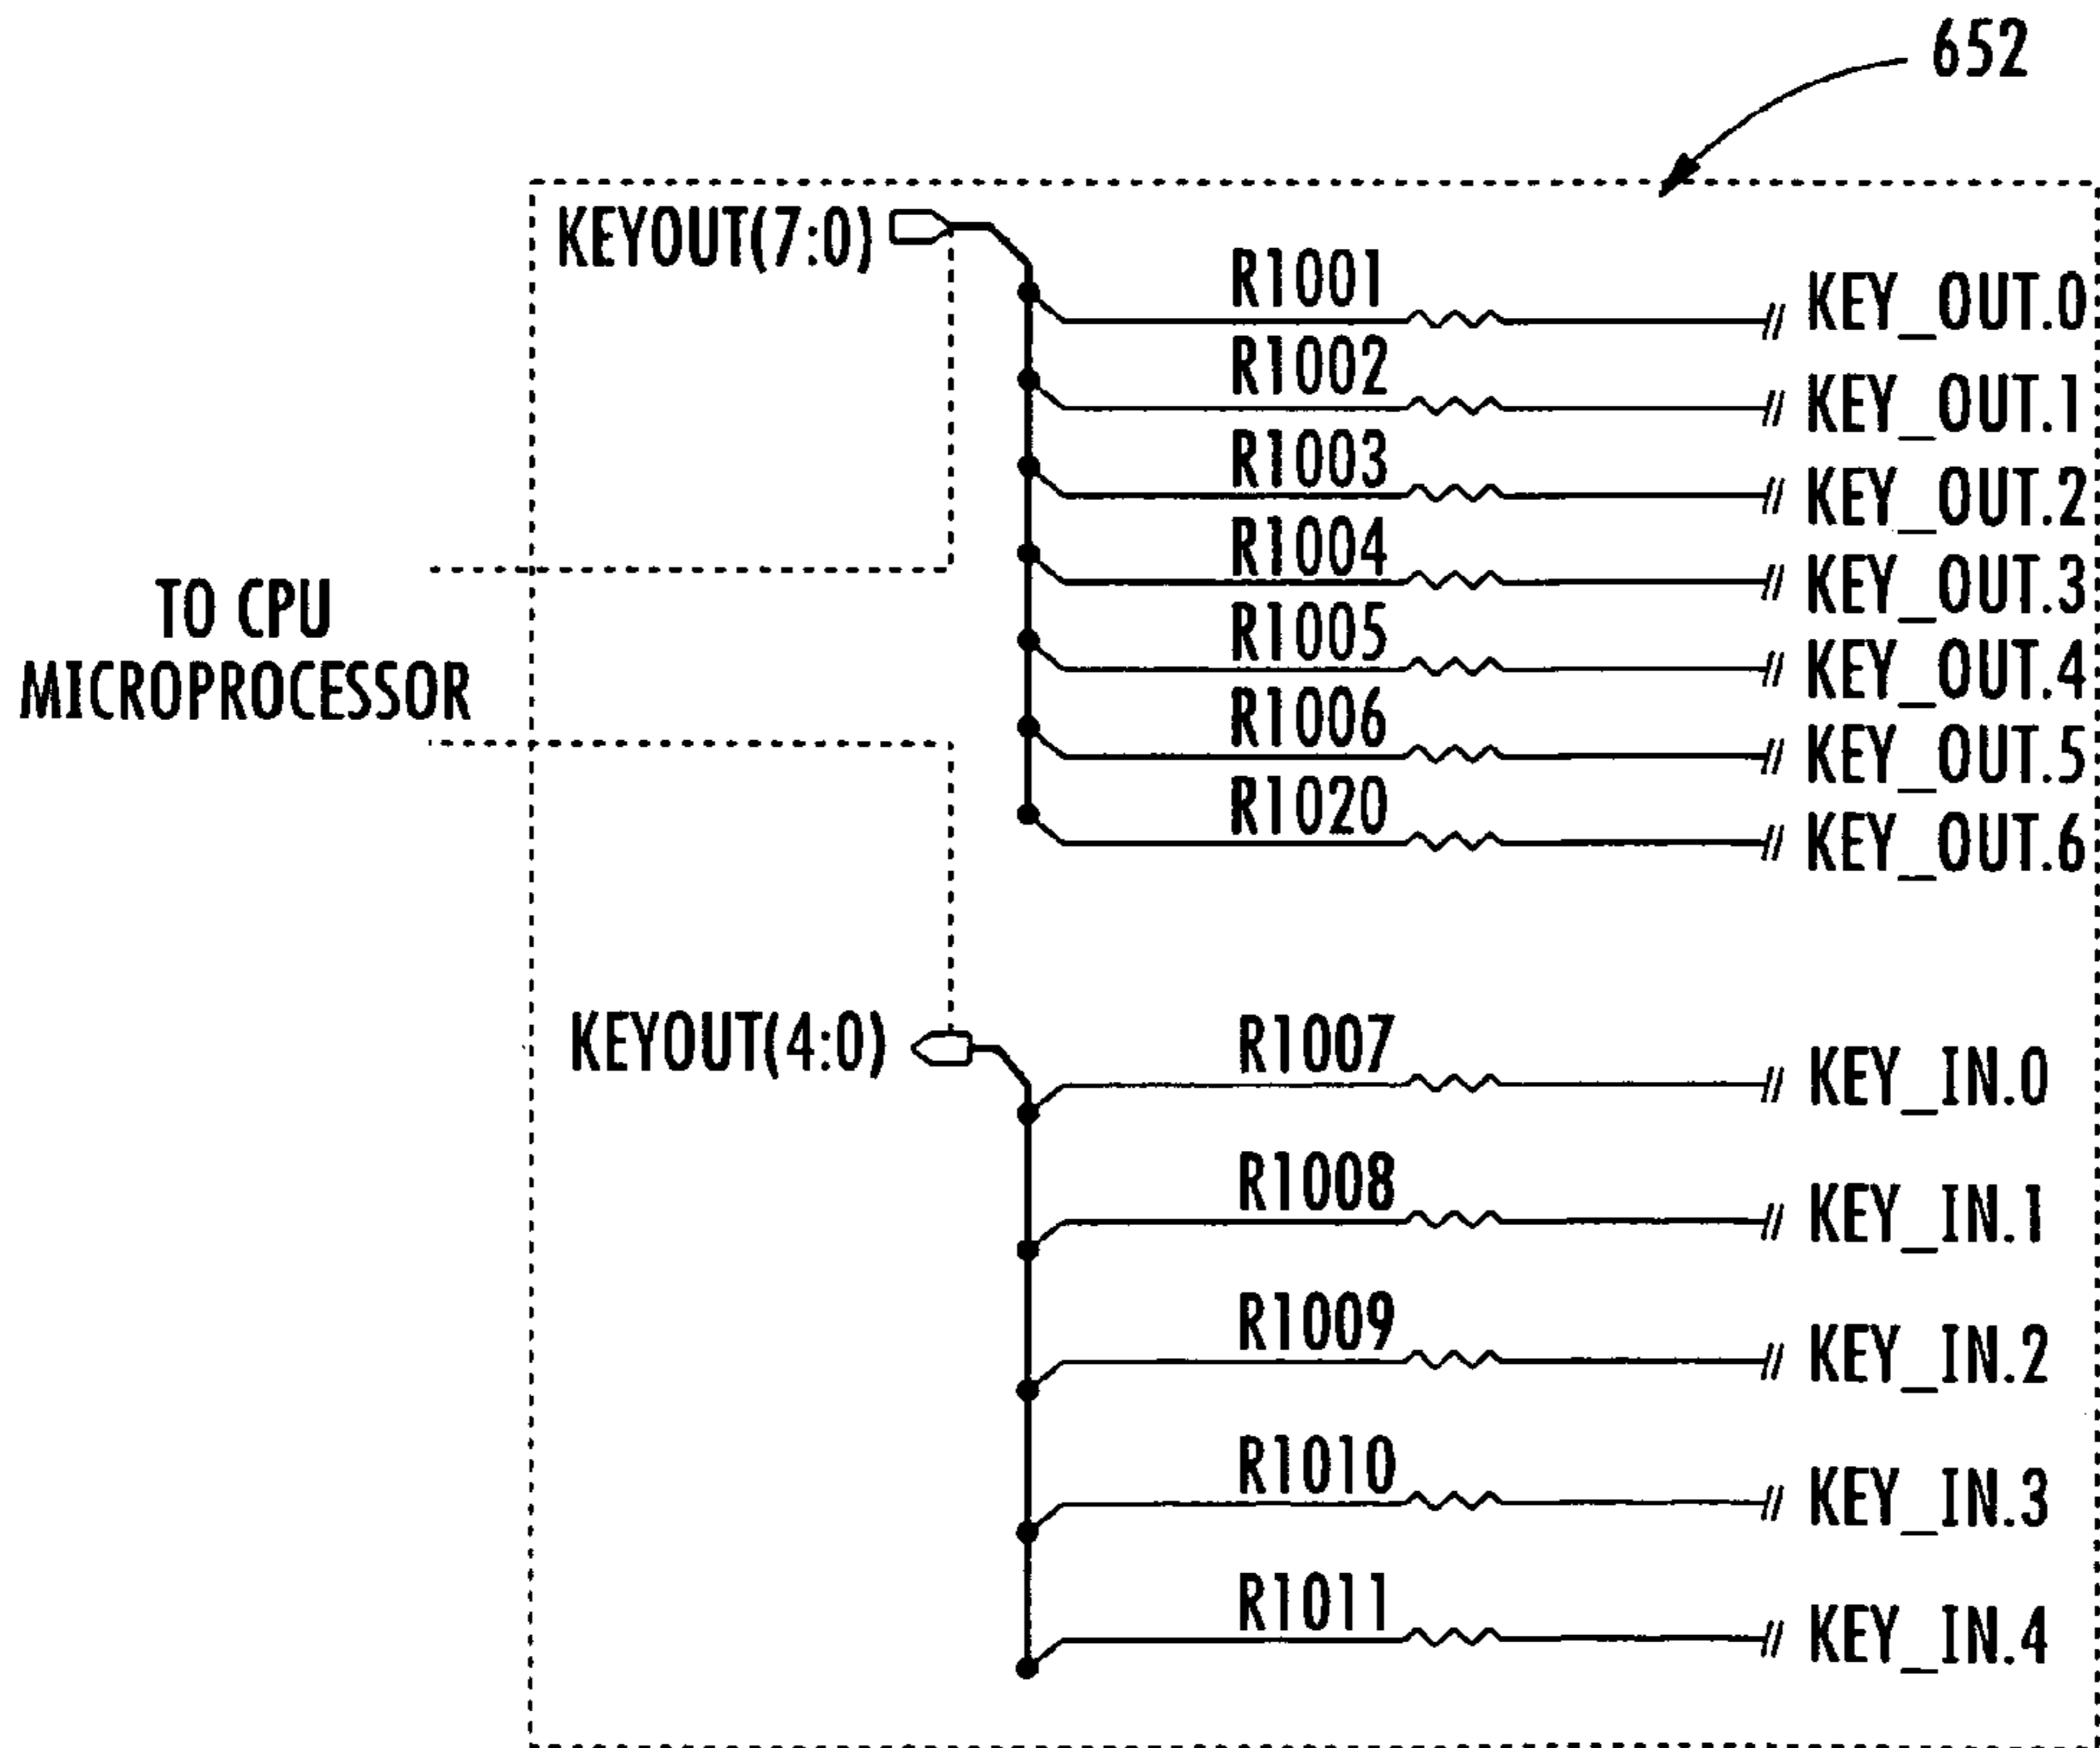 652
KEYOUT(7:0)
R1001
KEY_OUT.0
R1002
KEY_OUT.1
R1003
KEY_OUT.2
R1004
KEY_OUT.3
R1005
KEY_OUT.4
R1006
KEY_OUT.5
R1020
KEY_OUT.6
TO CPU
MICROPROCESSOR
KEYOUT(4:0)
R1007
KEY_IN.0
R1008
KEY_IN.1
R1009
KEY_IN.2
R1010
KEY_IN.3
R1011
KEY_IN.4